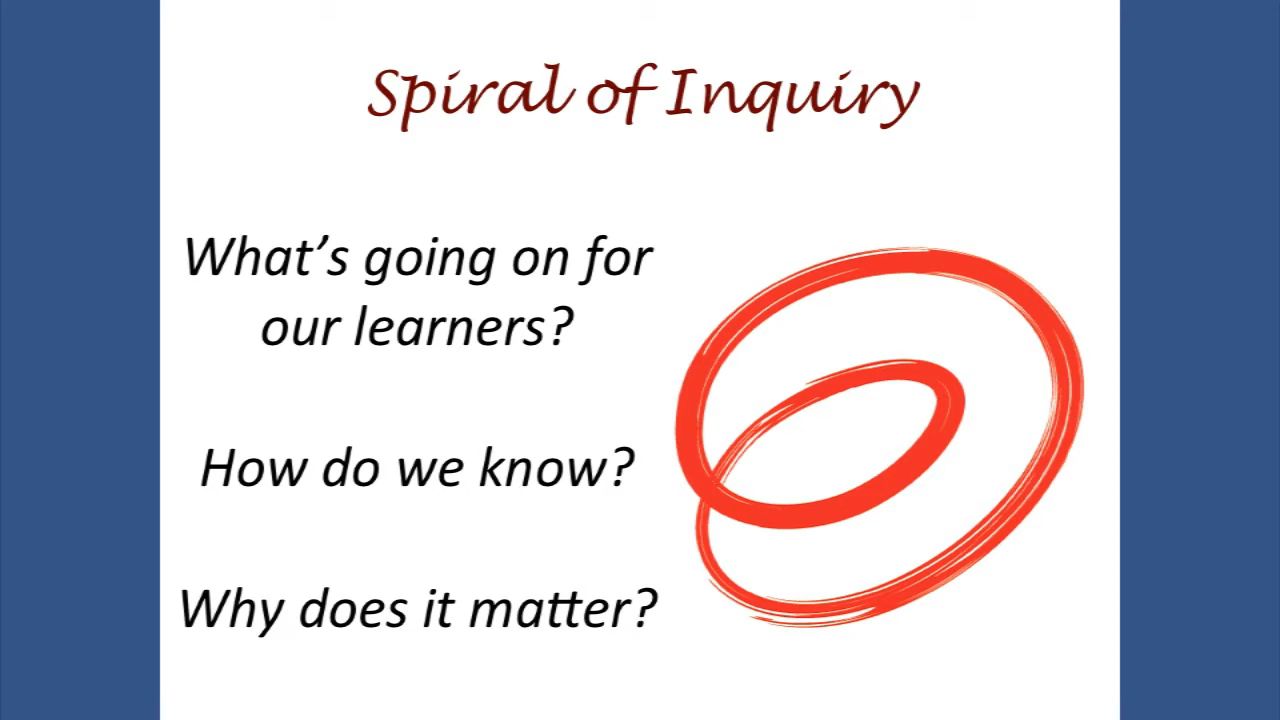 Spiral of Inquiry
What’s going on for
our learners?
How do we know?
Why does it matter?